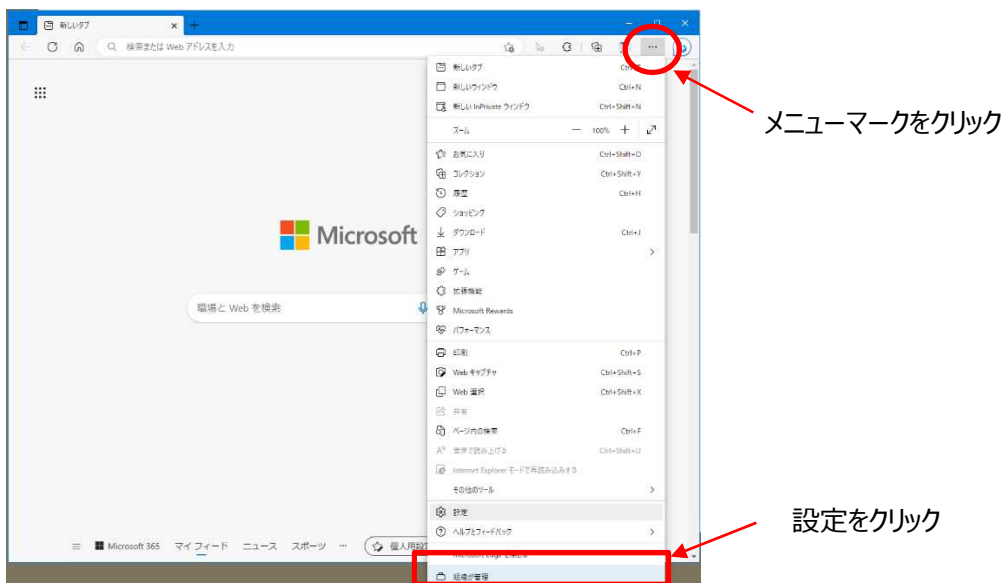 新しいタブ
検索または Web アドレスを入力
新しいタブ
新しいウィンドウ Ctrl+N
新しい InPrivate ウィンドウ Ctrl+Shift+N
メニューマークをクリック
ズーム 100%
お気に入り Ctrl+Shift+O
コレクション Ctrl+Shift+Y
履歴 Ctrl+H
ショッピング
Microsoft
ダウンロード Ctrl+J
アプリ
ゲーム
拡張機能
職場と Web を検索
Microsoft Rewards
パフォーマンス
印刷 Ctrl+P
Web キャプチャ Ctrl+Shift+S
Web 選択 Ctrl+Shift+X
共有
ページ内の検索 Ctrl+F
音声で読み上げる Ctrl+Shift+U
Internet Explorer モードで再読み込みする
その他のツール
設定
設定をクリック
ヘルプとフィードバック
Microsoft 365 マイ フィード ニュース スポーツ ··· 個人用設
組織が管理